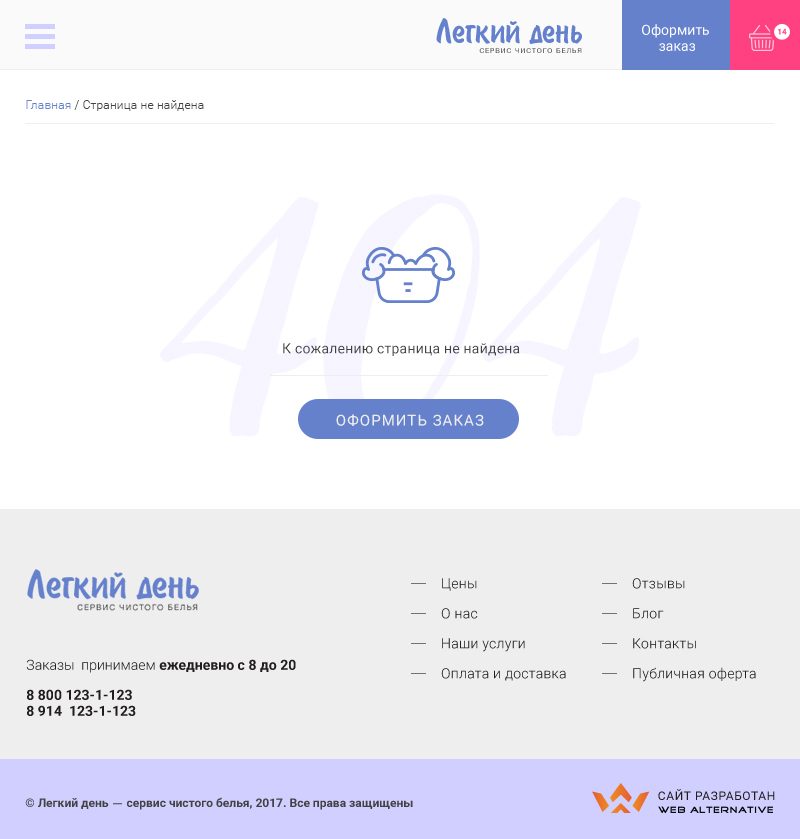 Легкий день
СЕРВИС ЧИСТОГО БЕЛЬЯ
Оформить
заказ
14
Главная / Страница не найдена
404
К сожалению страница не найдена
ОФОРМИТЬ ЗАКАЗ
Легкий день
СЕРВИС ЧИСТОГО БЕЛЬЯ
Заказы принимаем ежедневно с 8 до 20
8 800 123-1-123
8 914 123-1-123
— Цены
— О нас
— Наши услуги
— Оплата и доставка
— Отзывы
— Блог
— Контакты
— Публичная оферта
© Легкий день — сервис чистого белья, 2017. Все права защищены
САЙТ РАЗРАБОТАН
WEB ALTERNATIVE